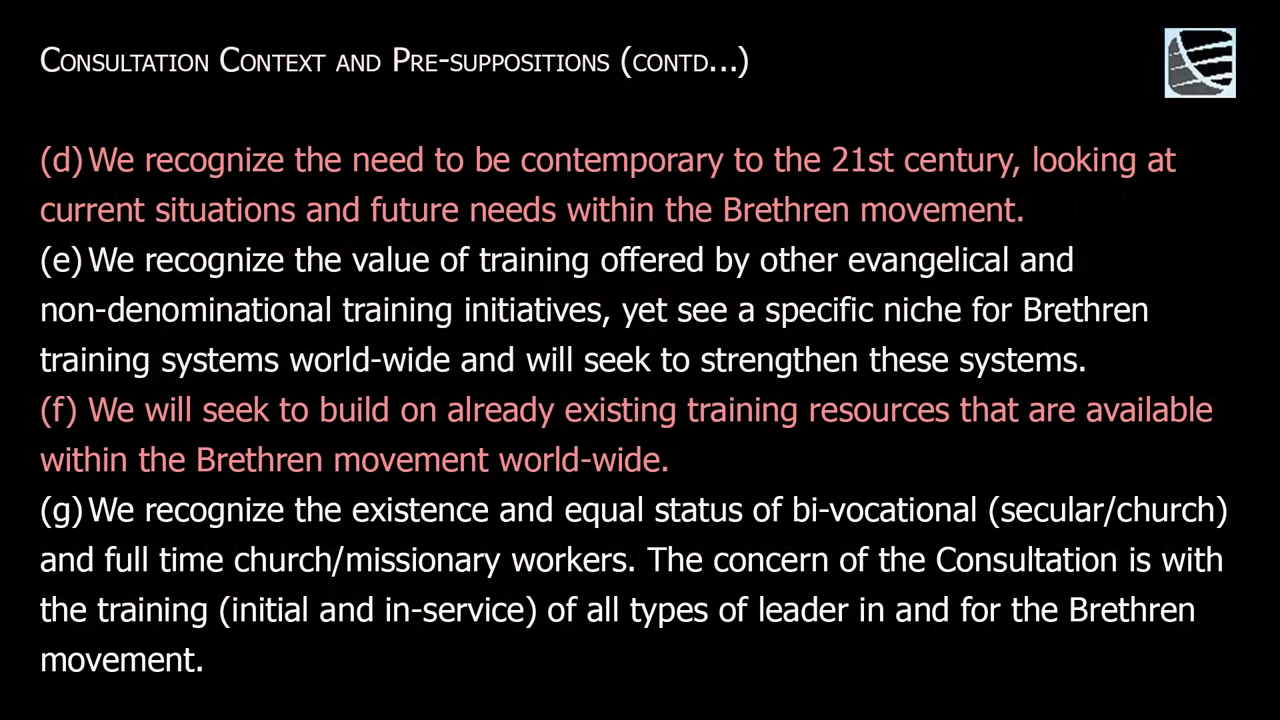 Consultation Context and Pre-suppositions (contd...)
(d) We recognize the need to be contemporary to the 21st century, looking at
current situations and future needs within the Brethren movement.
(e) We recognize the value of training offered by other evangelical and
non-denominational training initiatives, yet see a specific niche for Brethren
training systems world-wide and will seek to strengthen these systems.
(f) We will seek to build on already existing training resources that are available
within the Brethren movement world-wide.
(g) We recognize the existence and equal status of bi-vocational (secular/church)
and full time church/missionary workers. The concern of the Consultation is with
the training (initial and in-service) of all types of leader in and for the Brethren
movement.